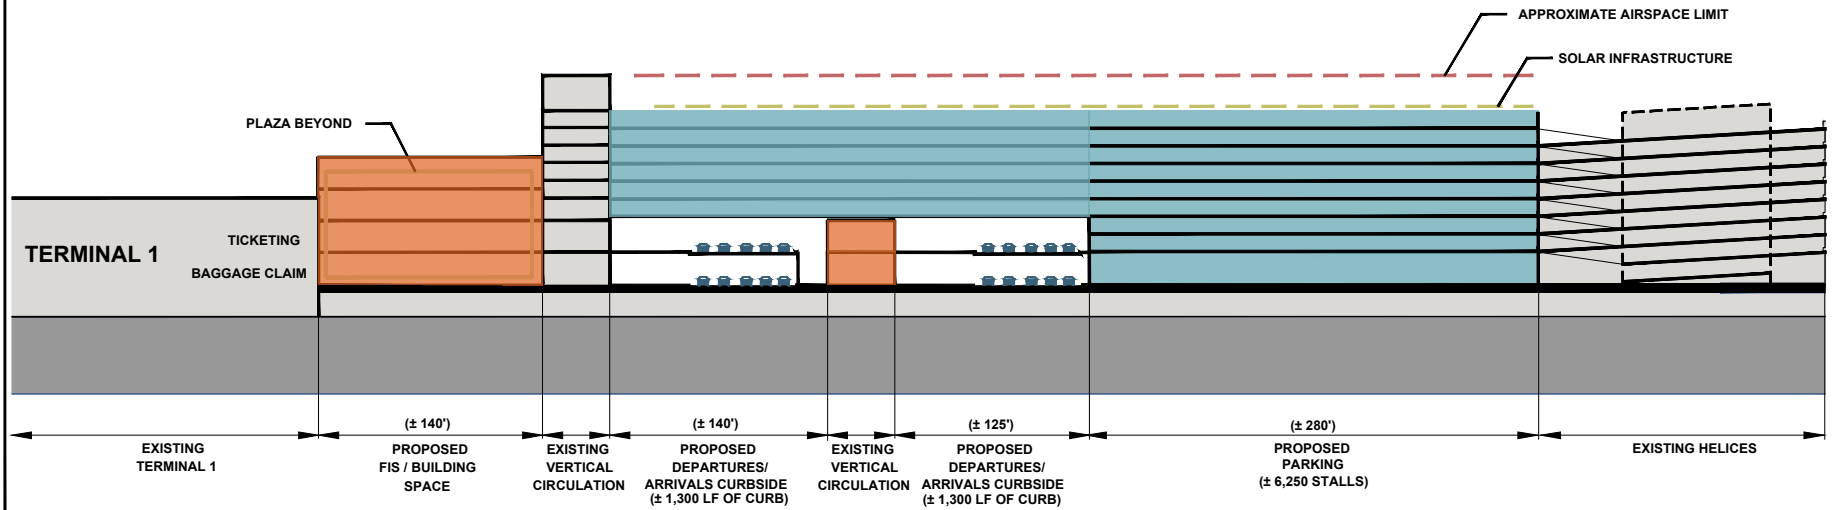 APPROXIMATE AIRSPACE LIMIT
SOLAR INFRASTRUCTURE
PLAZA BEYOND
TERMINAL 1
TICKETING
BAGGAGE CLAIM
EXISTING
TERMINAL 1
(± 140')
PROPOSED
FIS / BUILDING
SPACE
EXISTING
VERTICAL
CIRCULATION
(± 140')
PROPOSED
DEPARTURES/
ARRIVALS CURBSIDE
(± 1,300 LF OF CURB)
EXISTING
VERTICAL
CIRCULATION
(± 125')
PROPOSED
DEPARTURES/
ARRIVALS CURBSIDE
(± 1,300 LF OF CURB)
(± 280')
PROPOSED
PARKING
(± 6,250 STALLS)
EXISTING HELICES